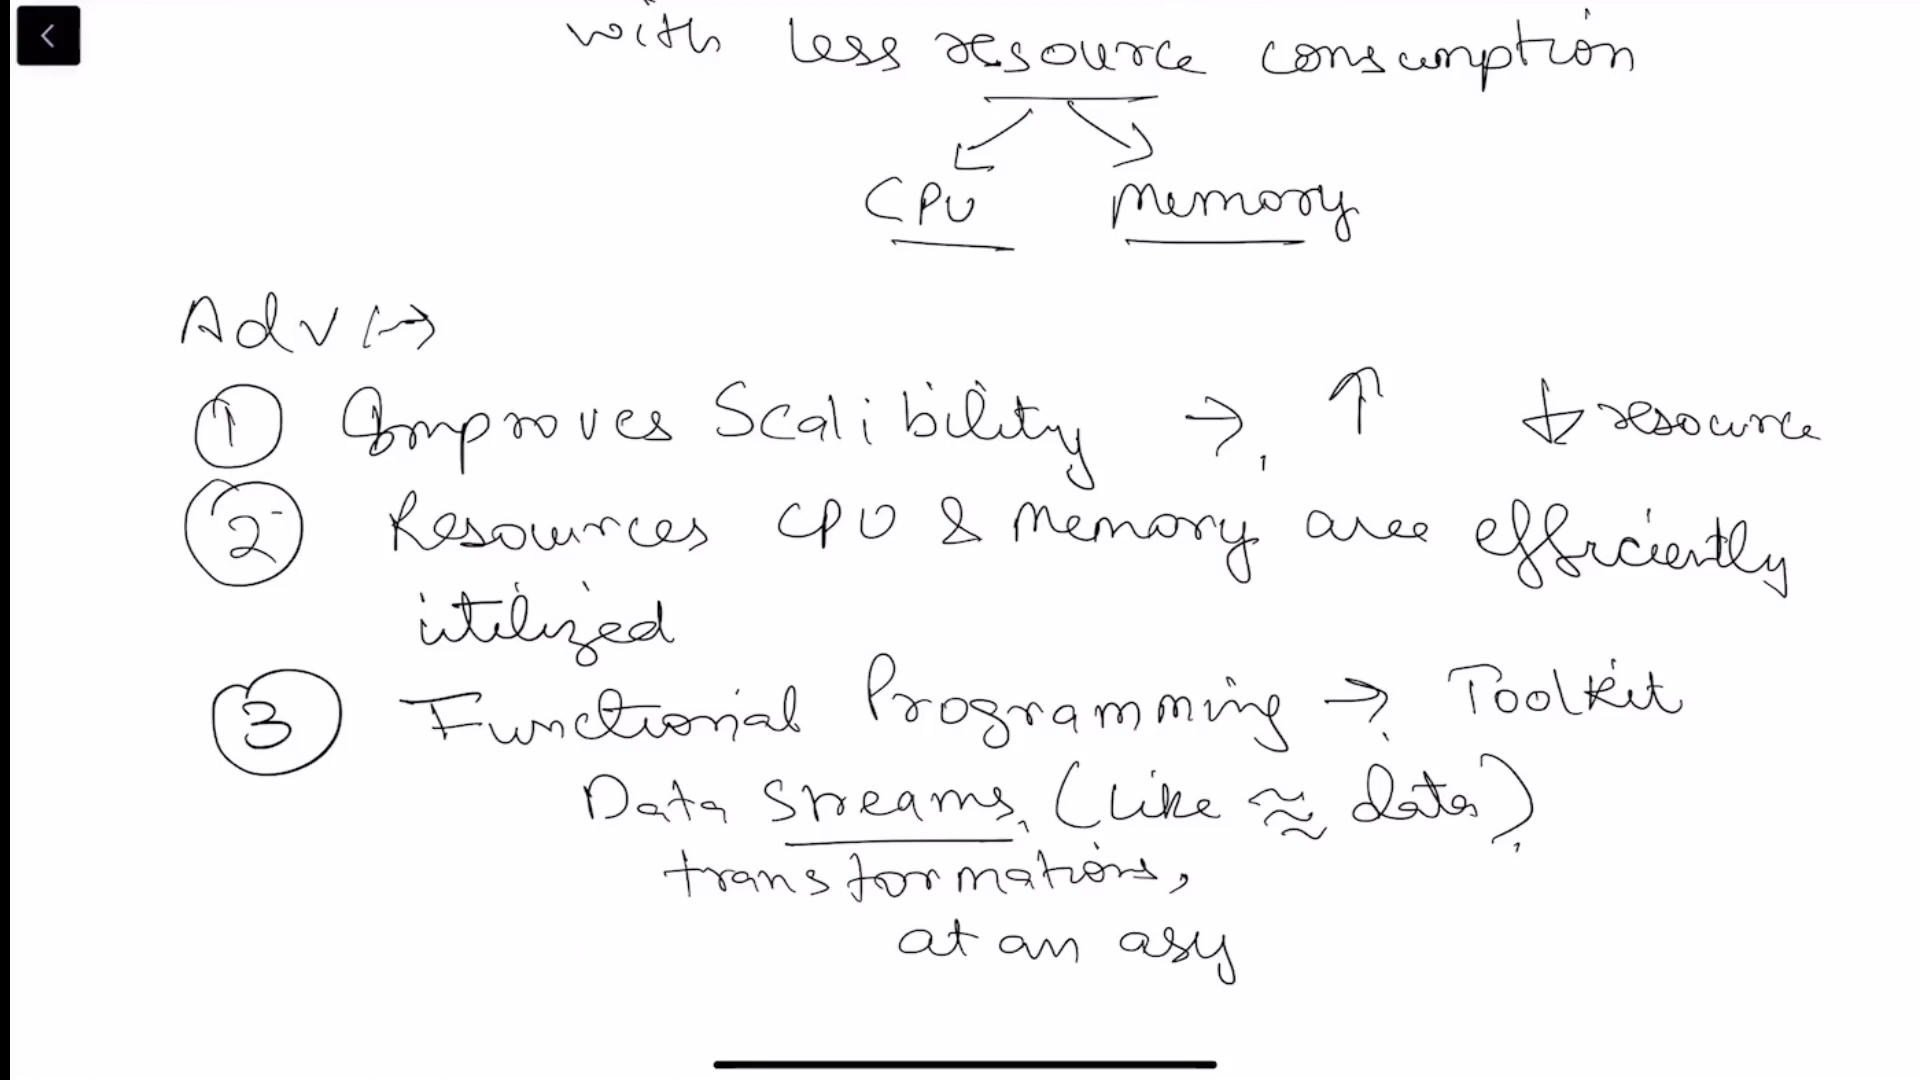 with less resource consumption
CPU Memory
Adv :→
① Improves Scalibility → ↑ ↓ resource
② Resources CPU & Memory are efficiently
utilized
③ Functional Programming → Toolkit
Data Streams, (Like ≈ data)
transformations,
at an asy